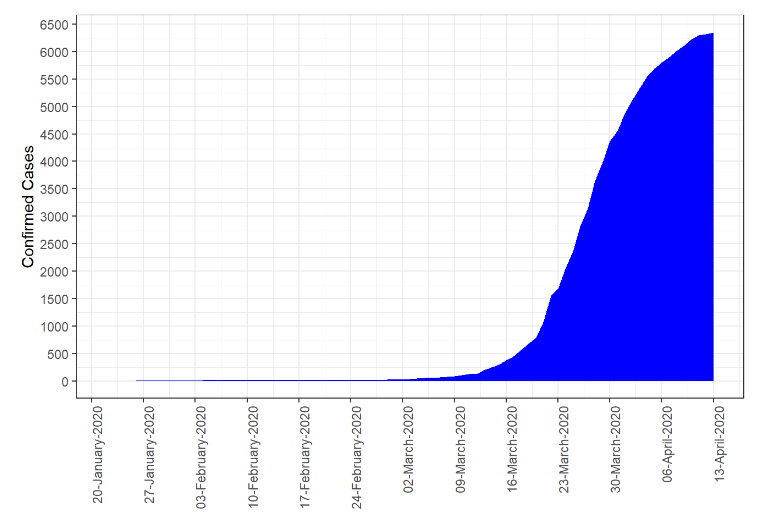 6500
6000
5500
5000
4500
4000
3500
3000
2500
2000
1500
1000
500
0
Confirmed Cases
20-January-2020
27-January-2020
03-February-2020
10-February-2020
17-February-2020
24-February-2020
02-March-2020
09-March-2020
16-March-2020
23-March-2020
30-March-2020
06-April-2020
13-April-2020